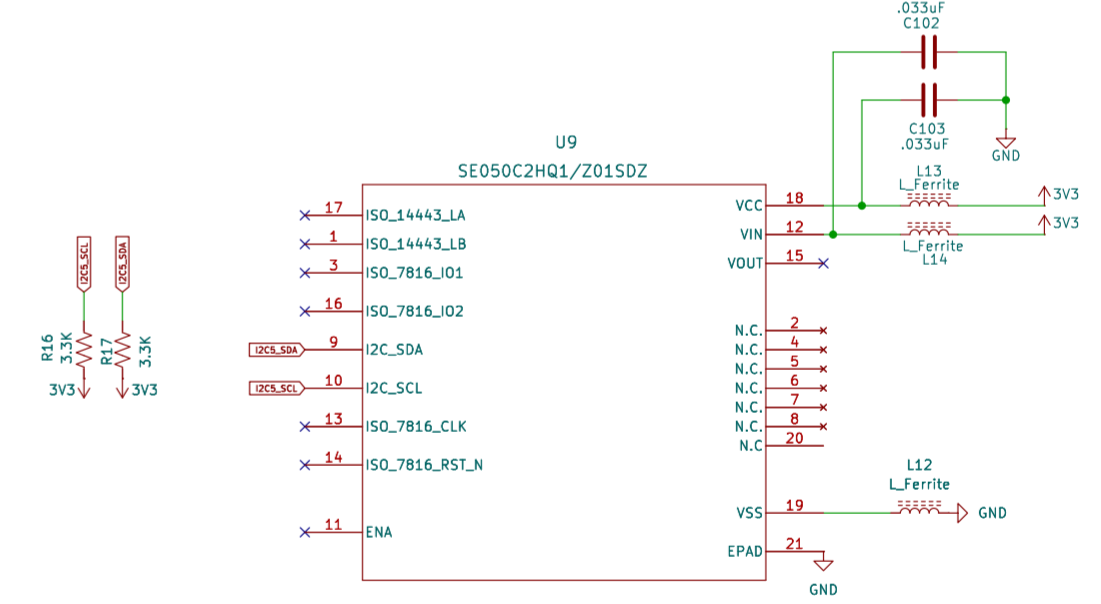 .033uF
C102
C103
.033uF
GND
U9
SE050C2HQ1/Z01SDZ
L13
L_Ferrite
3V3
3V3
L_Ferrite
L14
17 ISO_14443_LA
1 ISO_14443_LB
3 ISO_7816_IO1
16 ISO_7816_IO2
I2C5_SDA 9 I2C_SDA
I2C5_SCL 10 I2C_SCL
13 ISO_7816_CLK
14 ISO_7816_RST_N
11 ENA
VCC 18
VIN 12
VOUT 15
N.C. 2
N.C. 4
N.C. 5
N.C. 6
N.C. 7
N.C. 8
N.C 20
VSS 19
EPAD 21
L12
L_Ferrite
GND
GND
I2C5_SCL
I2C5_SDA
R16
3.3K
R17
3.3K
3V3
3V3